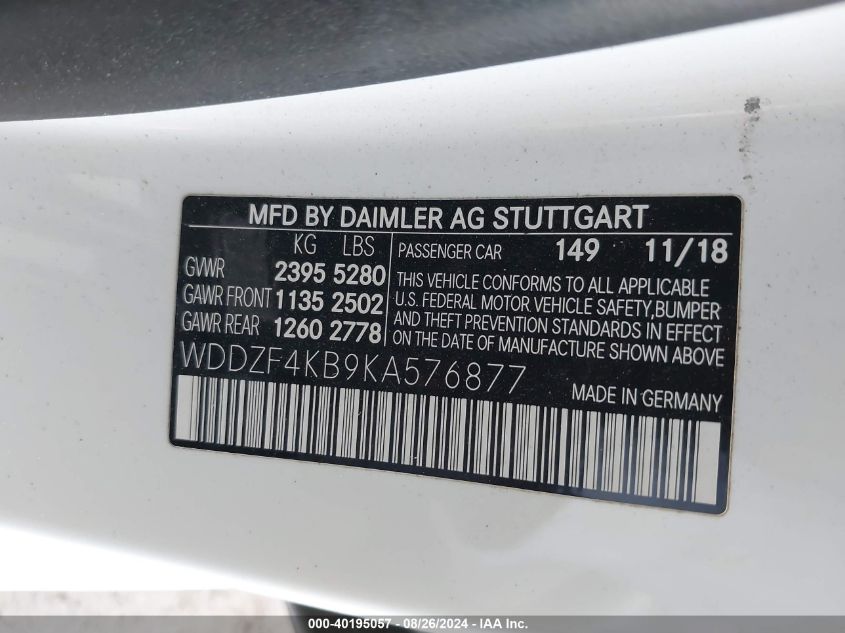 MFD BY DAIMLER AG STUTTGART
KG LBS
GVWR 2395 5280
GAWR FRONT 1135 2502
GAWR REAR 1260 2778
PASSENGER CAR 149 11/18
THIS VEHICLE CONFORMS TO ALL APPLICABLE
U.S. FEDERAL MOTOR VEHICLE SAFETY, BUMPER
AND THEFT PREVENTION STANDARDS IN EFFECT
ON THE DATE OF MANUFACTURE SHOWN ABOVE
WDDZF4KB9KA576877
MADE IN GERMANY
000-40195057 - 08/26/2024 - IAA Inc.